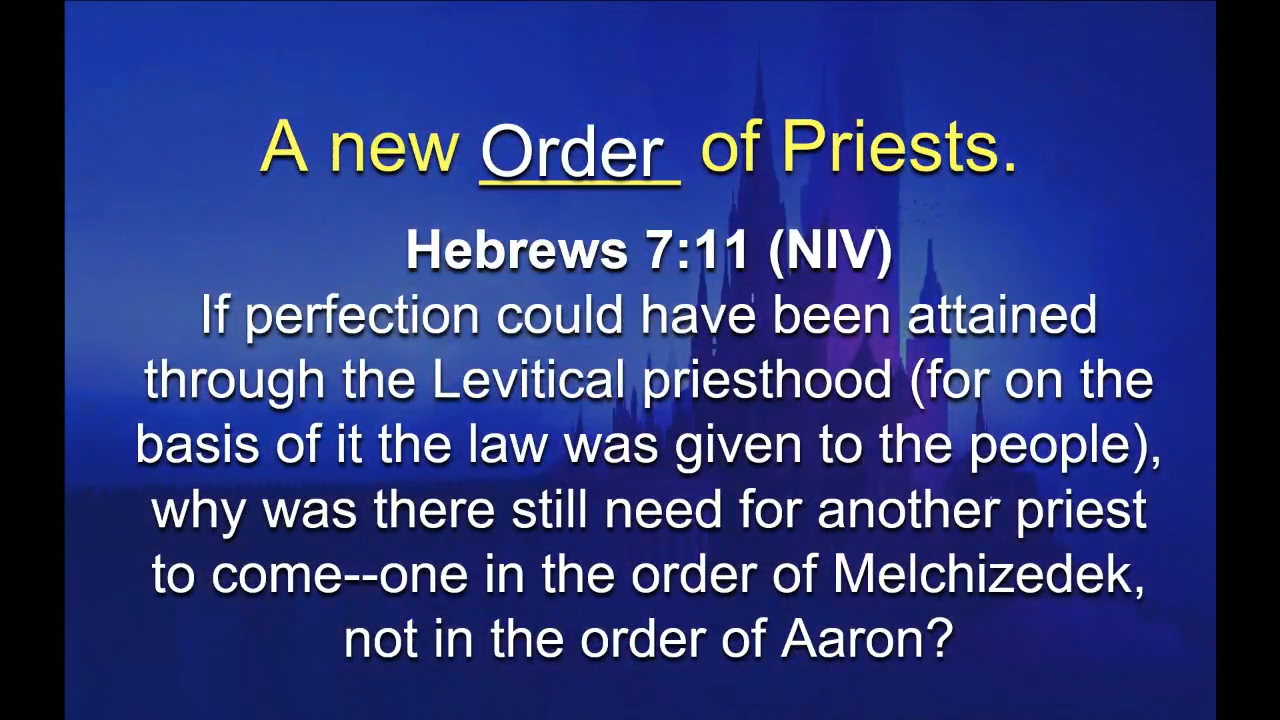 A new Order of Priests.
Hebrews 7:11 (NIV)
If perfection could have been attained
through the Levitical priesthood (for on the
basis of it the law was given to the people),
why was there still need for another priest
to come--one in the order of Melchizedek,
not in the order of Aaron?